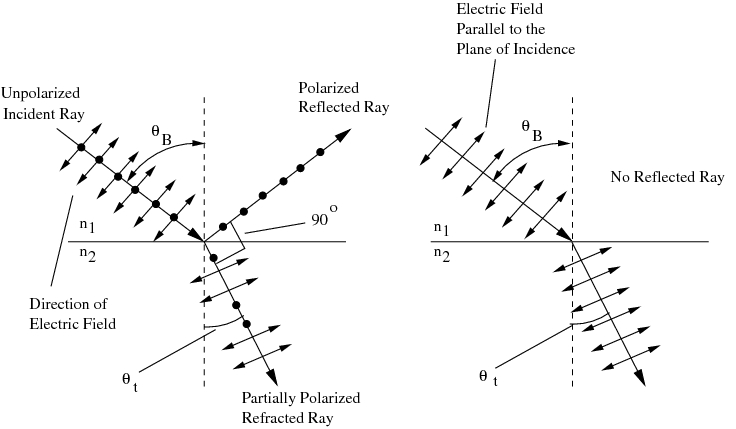 Electric Field
Parallel to the
Plane of Incidence
Unpolarized
Incident Ray
θB
Polarized
Reflected Ray
θB
No Reflected Ray
90o
n1
n2
n1
n2
Direction of
Electric Field
θt
θt
Partially Polarized
Refracted Ray